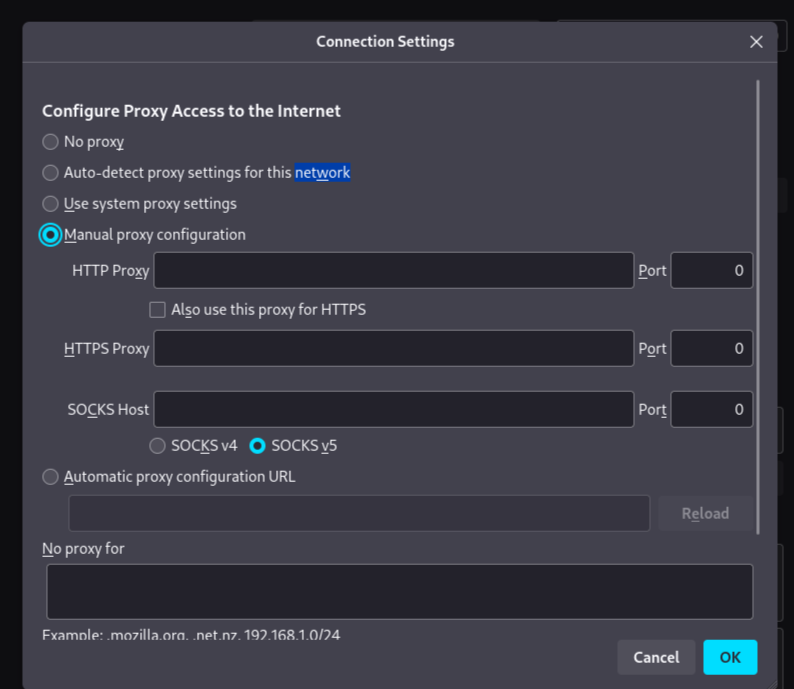 Connection Settings
Configure Proxy Access to the Internet
No proxy
Auto-detect proxy settings for this network
Use system proxy settings
Manual proxy configuration
HTTP Proxy Port 0
Also use this proxy for HTTPS
HTTPS Proxy Port 0
SOCKS Host Port 0
SOCKS v4 SOCKS v5
Automatic proxy configuration URL
Reload
No proxy for
Example: .mozilla.org, .net.nz, 192.168.1.0/24
Cancel OK